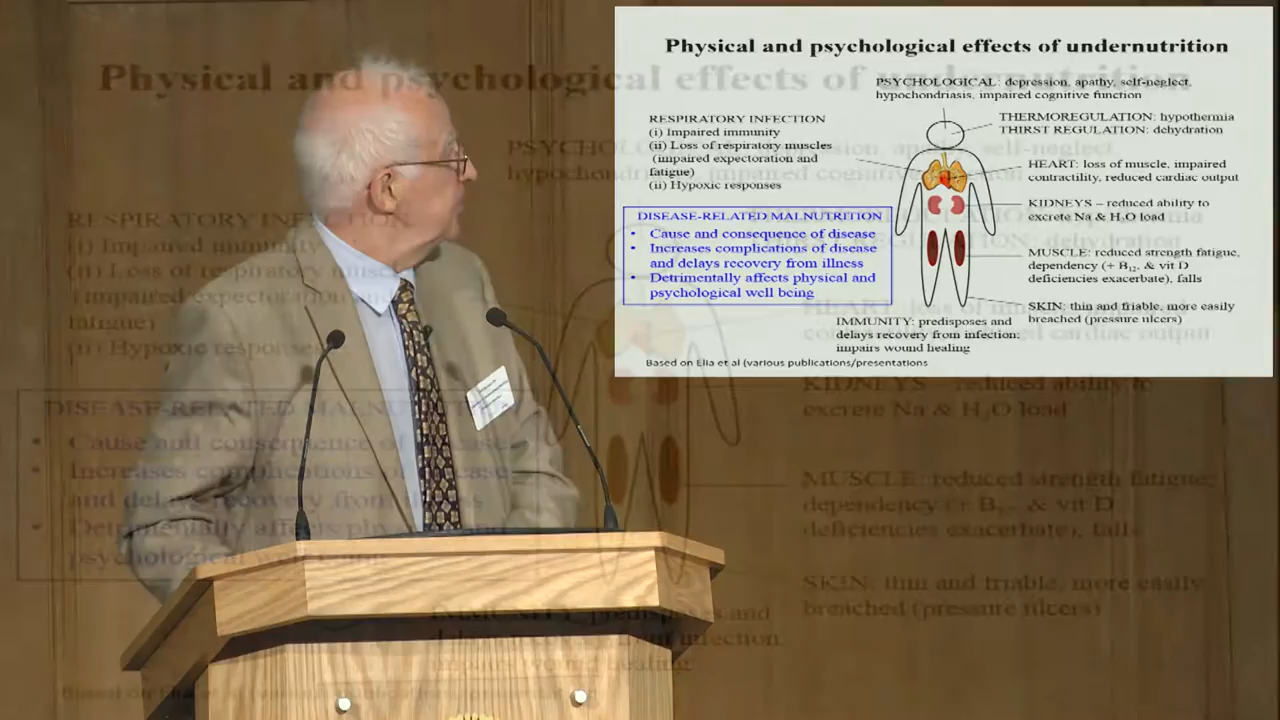 Physical and psychological effects of undernutrition
PSYCHOLOGICAL: depression, apathy, self-neglect,
hypochondriasis, impaired cognitive function
RESPIRATORY INFECTION
(i) Impaired immunity
(ii) Loss of respiratory muscles
(impaired expectoration and
fatigue)
(ii) Hypoxic responses
THERMOREGULATION: hypothermia
THIRST REGULATION: dehydration
HEART: loss of muscle, impaired
contractility, reduced cardiac output
KIDNEYS – reduced ability to
excrete Na & H₂O load
DISEASE-RELATED MALNUTRITION
• Cause and consequence of disease
• Increases complications of disease
and delays recovery from illness
• Detrimentally affects physical and
psychological well being
MUSCLE: reduced strength fatigue,
dependency (+ B₁₂, & vit D
deficiencies exacerbate), falls
SKIN: thin and friable, more easily
breached (pressure ulcers)
IMMUNITY: predisposes and
delays recovery from infection:
impairs wound healing
Based on Elia et al (various publications/presentations